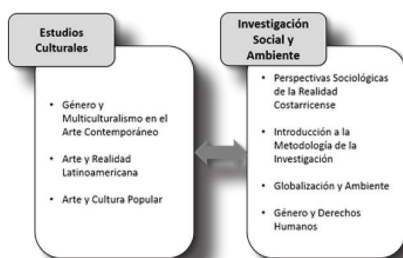 Estudios
Culturales
• Género y
Multiculturalismo en el
Arte Contemporáneo
• Arte y Realidad
Latinoamericana
• Arte y Cultura Popular
Investigación
Social y
Ambiente
• Perspectivas Sociológicas
de la Realidad
Costarricense
• Introducción a la
Metodología de la
Investigación
• Globalización y Ambiente
• Género y Derechos
Humanos